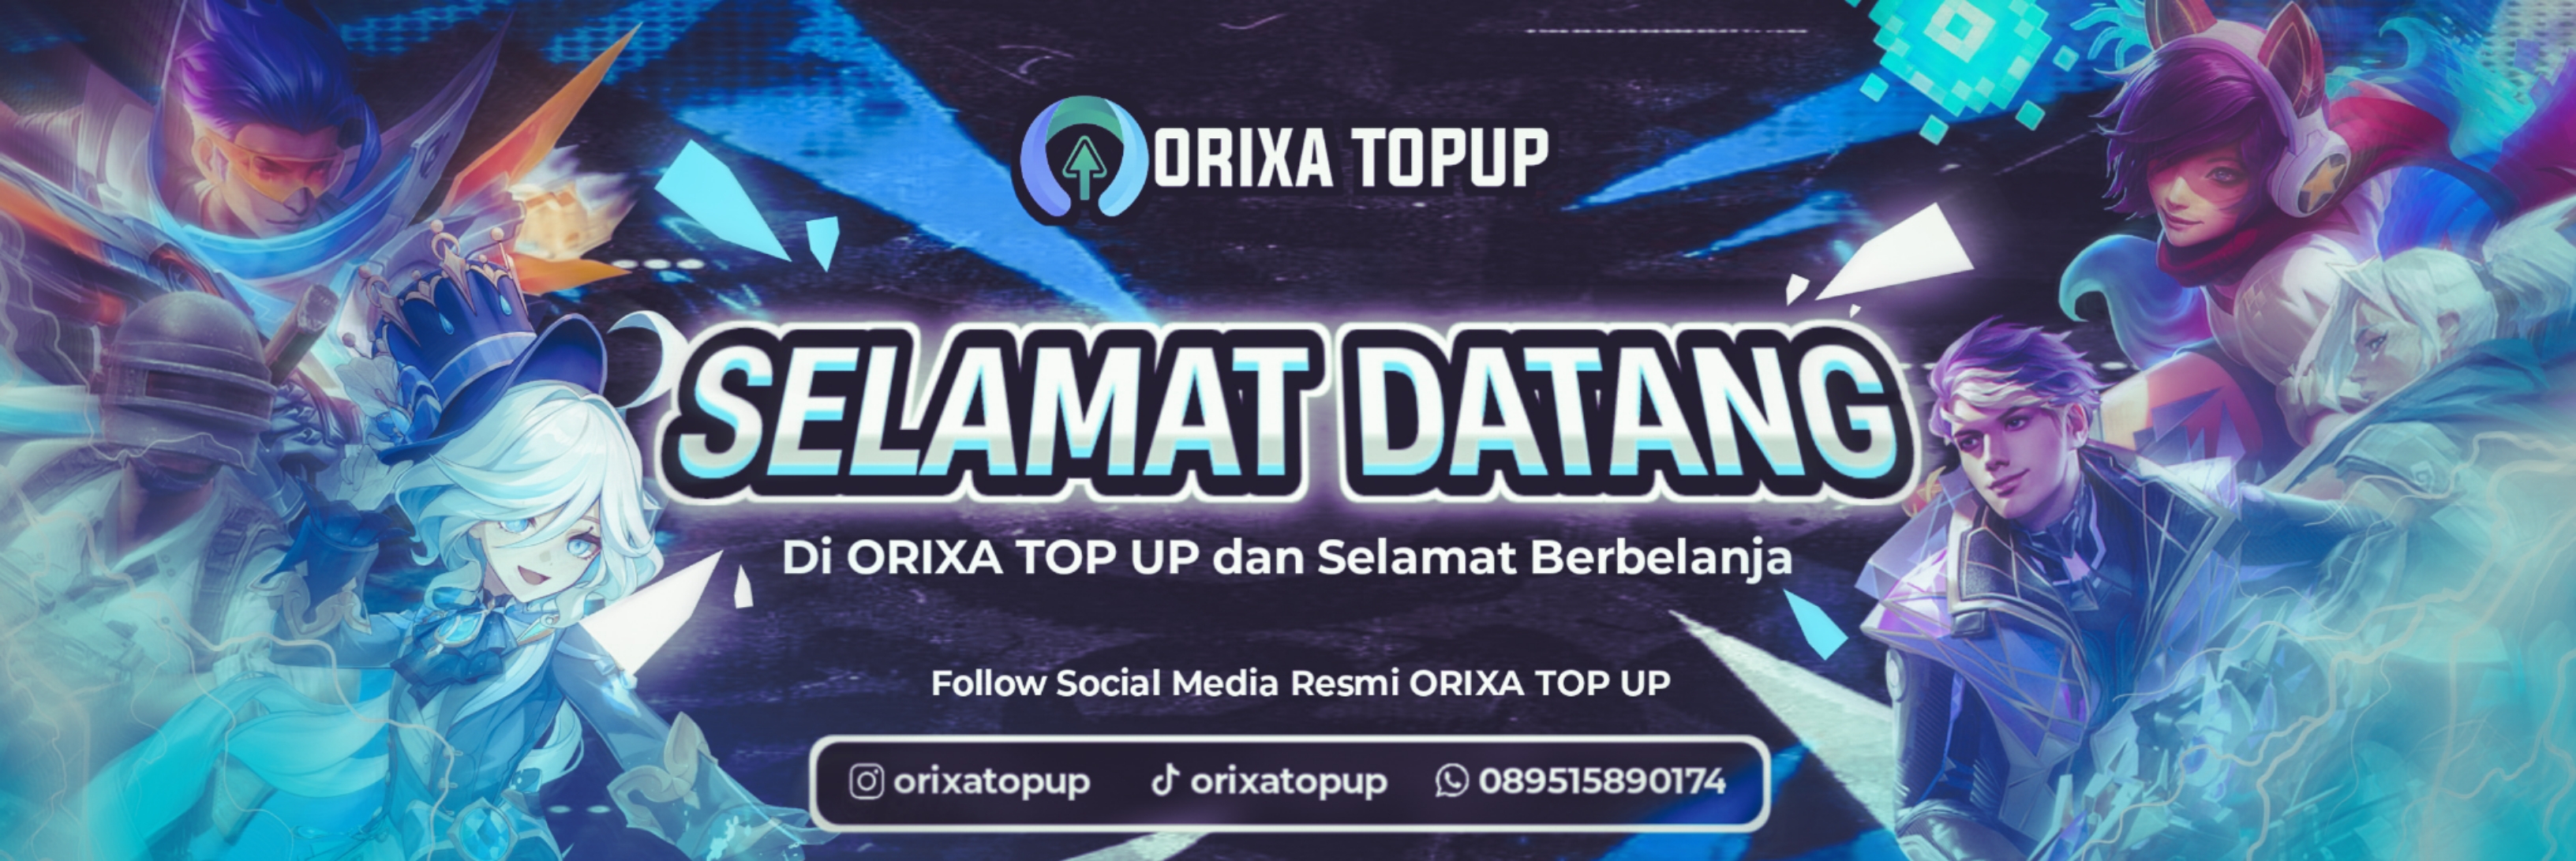 ORIXA TOPUP
SELAMAT DATANG
Di ORIXA TOP UP dan Selamat Berbelanja
Follow Social Media Resmi ORIXA TOP UP
orixatopup orixatopup 089515890174